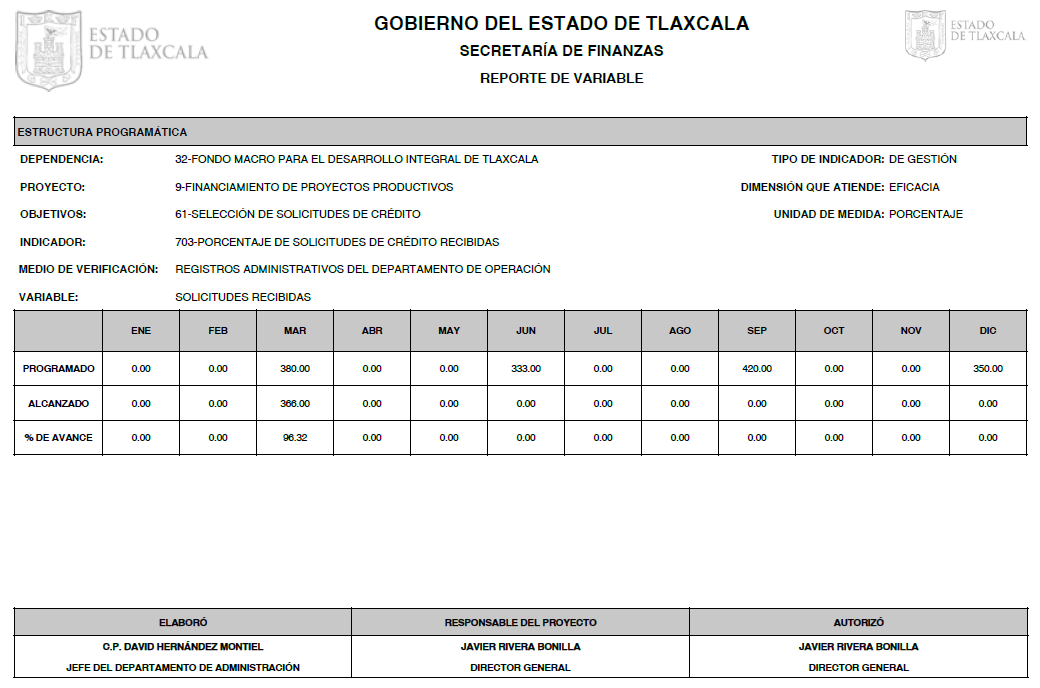 ESTADO
DE TLAXCALA
GOBIERNO DEL ESTADO DE TLAXCALA
SECRETARÍA DE FINANZAS
REPORTE DE VARIABLE
ESTADO
DE TLAXCALA
ESTRUCTURA PROGRAMÁTICA
DEPENDENCIA: 32-FONDO MACRO PARA EL DESARROLLO INTEGRAL DE TLAXCALA TIPO DE INDICADOR: DE GESTIÓN
PROYECTO: 9-FINANCIAMIENTO DE PROYECTOS PRODUCTIVOS DIMENSIÓN QUE ATIENDE: EFICACIA
OBJETIVOS: 61-SELECCIÓN DE SOLICITUDES DE CRÉDITO UNIDAD DE MEDIDA: PORCENTAJE
INDICADOR: 703-PORCENTAJE DE SOLICITUDES DE CRÉDITO RECIBIDAS
MEDIO DE VERIFICACIÓN: REGISTROS ADMINISTRATIVOS DEL DEPARTAMENTO DE OPERACIÓN
VARIABLE: SOLICITUDES RECIBIDAS
ENE FEB MAR ABR MAY JUN JUL AGO SEP OCT NOV DIC
PROGRAMADO 0.00 0.00 380.00 0.00 0.00 333.00 0.00 0.00 420.00 0.00 0.00 350.00
ALCANZADO 0.00 0.00 366.00 0.00 0.00 0.00 0.00 0.00 0.00 0.00 0.00 0.00
% DE AVANCE 0.00 0.00 96.32 0.00 0.00 0.00 0.00 0.00 0.00 0.00 0.00 0.00
ELABORÓ RESPONSABLE DEL PROYECTO AUTORIZÓ
C.P. DAVID HERNÁNDEZ MONTIEL JAVIER RIVERA BONILLA JAVIER RIVERA BONILLA
JEFE DEL DEPARTAMENTO DE ADMINISTRACIÓN DIRECTOR GENERAL DIRECTOR GENERAL